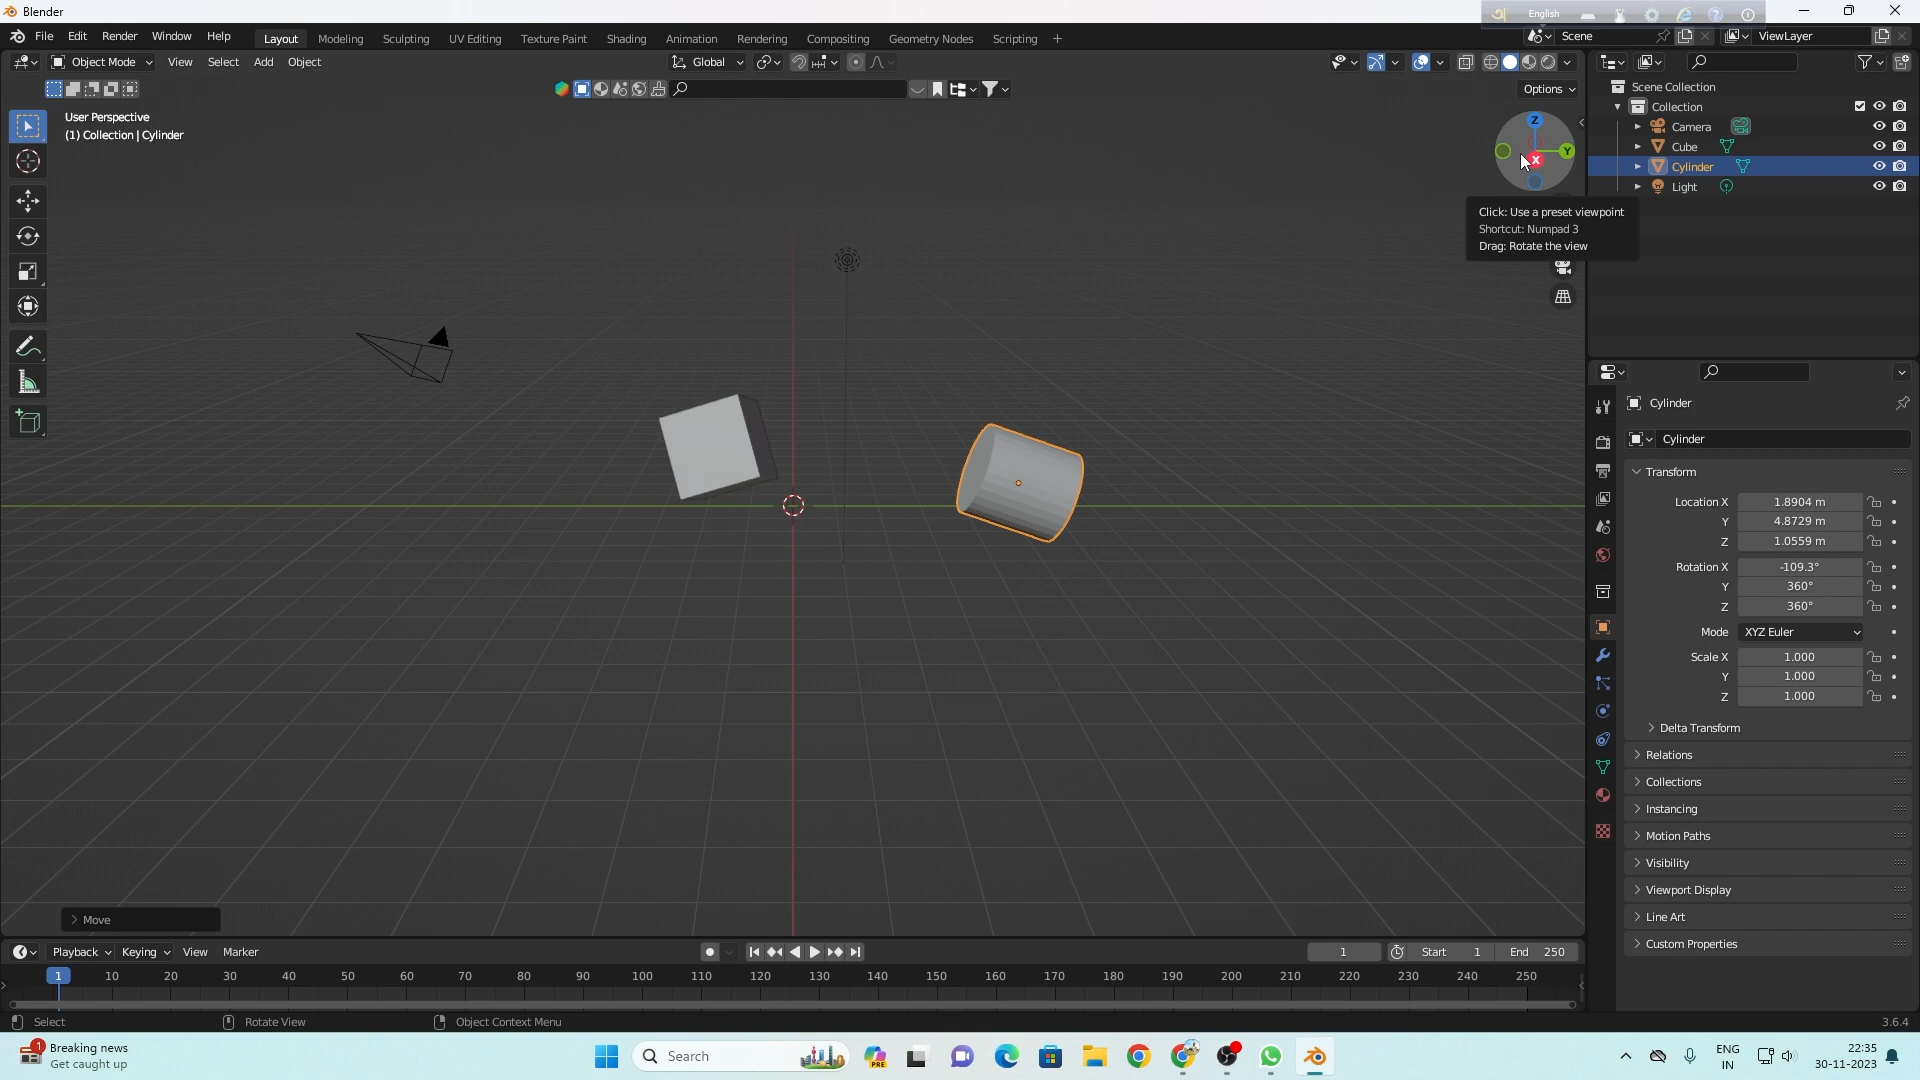 Blender
English
File Edit Render Window Help Layout Modeling Sculpting UV Editing Texture Paint Shading Animation Rendering Compositing Geometry Nodes Scripting + Scene ViewLayer
Object Mode View Select Add Object Global
Options
User Perspective
(1) Collection | Cylinder
Z
Y
X
Click: Use a preset viewpoint
Shortcut: Numpad 3
Drag: Rotate the view
Scene Collection
Collection
Camera
Cube
Cylinder
Light
Cylinder
Cylinder
Transform
Location X 1.8904 m
Y 4.8729 m
Z 1.0559 m
Rotation X -109.3°
Y 360°
Z 360°
Mode XYZ Euler
Scale X 1.000
Y 1.000
Z 1.000
Delta Transform
Relations
Collections
Instancing
Motion Paths
Visibility
Viewport Display
Line Art
Custom Properties
Move
Playback Keying View Marker 1 Start 1 End 250
1 10 20 30 40 50 60 70 80 90 100 110 120 130 140 150 160 170 180 190 200 210 220 230 240 250
Select Rotate View Object Context Menu 3.6.4
1 Breaking news
Get caught up
Search
PRE
ENG
IN
22:35
30-11-2023